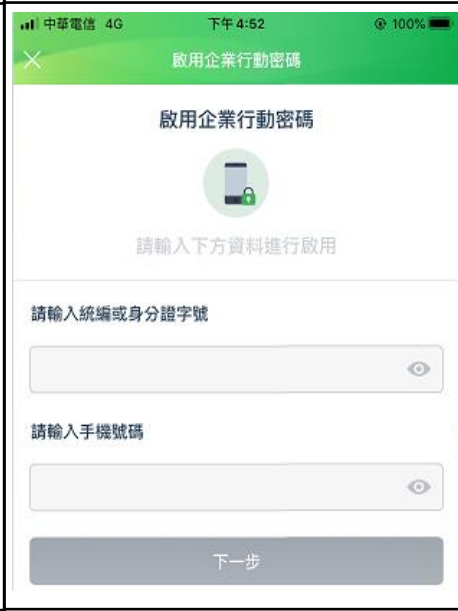 中華電信 4G 下午4:52 100%
啟用企業行動密碼
啟用企業行動密碼
請輸入下方資料進行啟用
請輸入統編或身分證字號
請輸入手機號碼
下一步